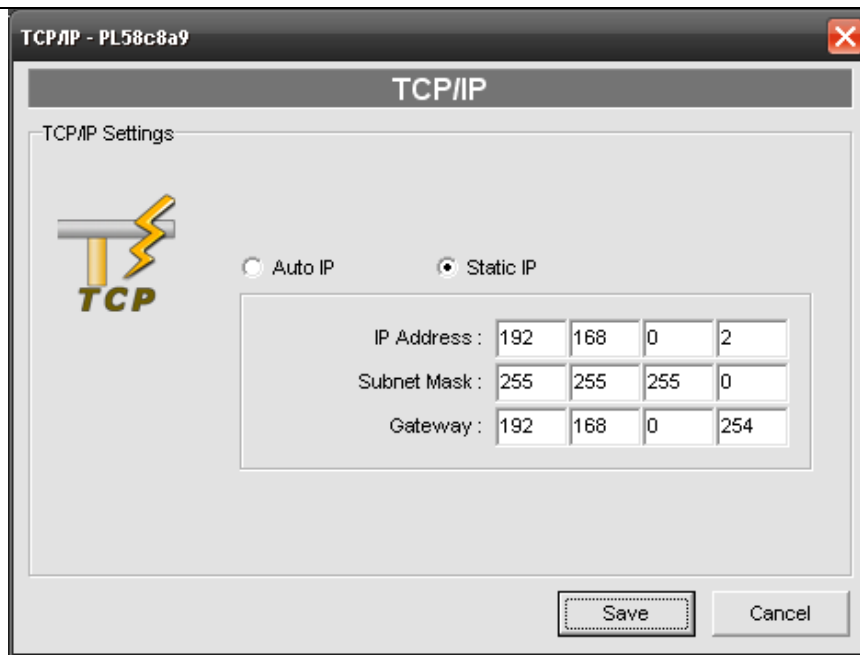 TCP/IP - PL58c8a9
TCP/IP
TCP/IP Settings
TCP
Auto IP Static IP
IP Address : 192 168 0 2
Subnet Mask : 255 255 255 0
Gateway : 192 168 0 254
Save Cancel